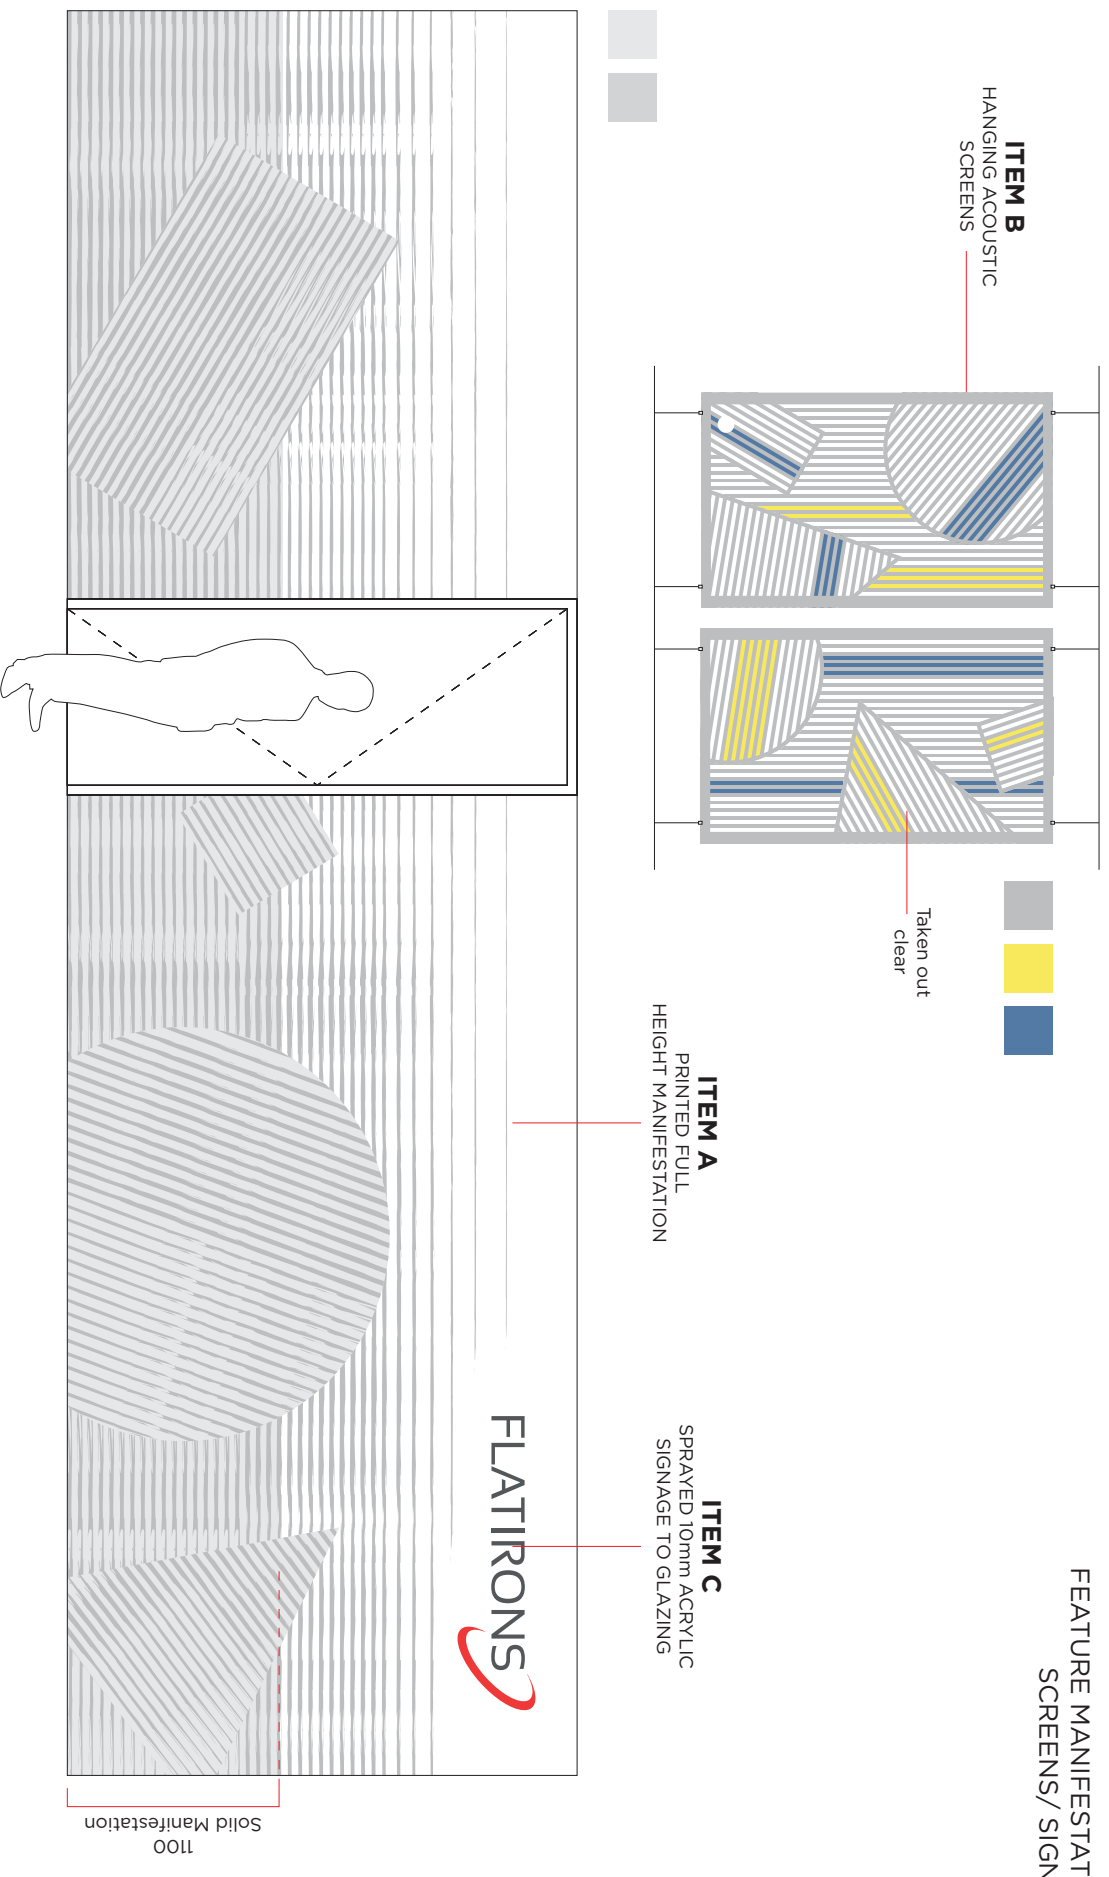 FEATURE MANIFESTAT
SCREENS/ SIGN
ITEM B
HANGING ACOUSTIC
SCREENS
Taken out
clear
ITEM A
PRINTED FULL
HEIGHT MANIFESTATION
ITEM C
SPRAYED 10mm ACRYLIC
SIGNAGE TO GLAZING
FLATIRONS
1100
Solid Manifestation